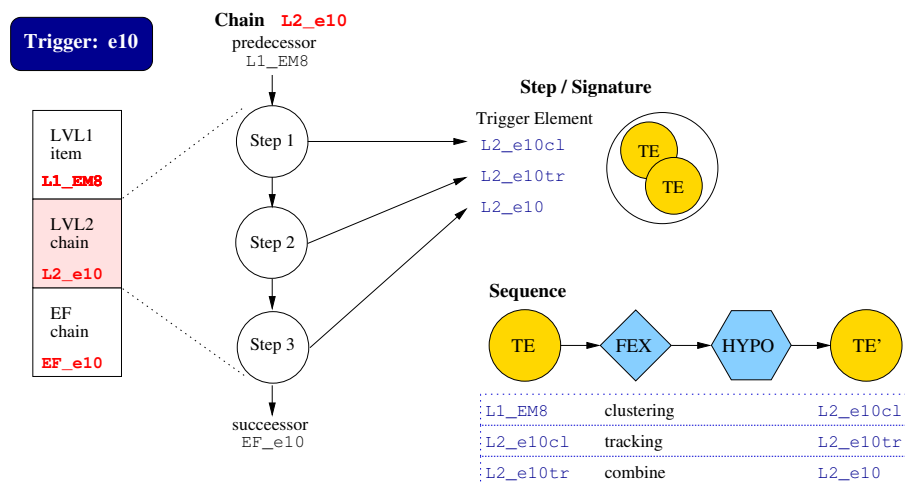 Trigger: e10
Chain L2_e10
predecessor
L1_EM8
LVL1
item
L1_EM8
LVL2
chain
L2_e10
EF
chain
EF_e10
Step 1
Step 2
Step 3
succeessor
EF_e10
Step / Signature
Trigger Element
L2_e10cl
L2_e10tr
L2_e10
TE
TE
Sequence
TE FEX HYPO TE'
L1_EM8 clustering L2_e10cl
L2_e10cl tracking L2_e10tr
L2_e10tr combine L2_e10